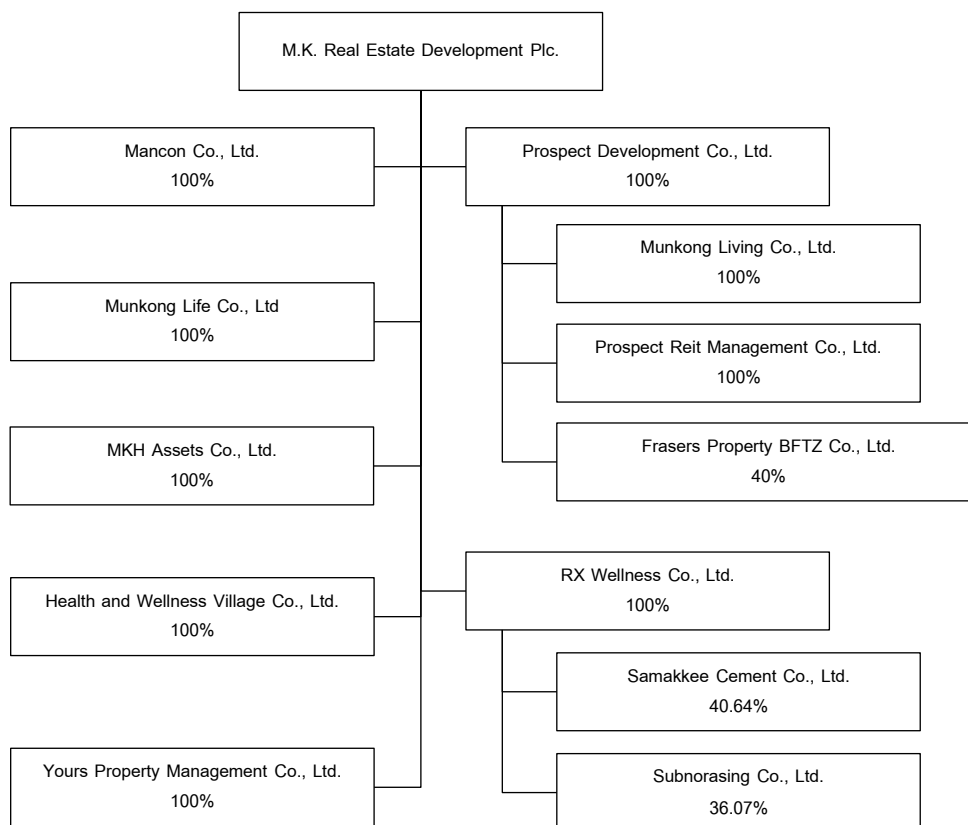 M.K. Real Estate Development Plc.
Mancon Co., Ltd.
100%
Prospect Development Co., Ltd.
100%
Munkong Living Co., Ltd.
100%
Munkong Life Co., Ltd
100%
Prospect Reit Management Co., Ltd.
100%
MKH Assets Co., Ltd.
100%
Frasers Property BFTZ Co., Ltd.
40%
RX Wellness Co., Ltd.
100%
Health and Wellness Village Co., Ltd.
100%
Samakkee Cement Co., Ltd.
40.64%
Yours Property Management Co., Ltd.
100%
Subnorasing Co., Ltd.
36.07%